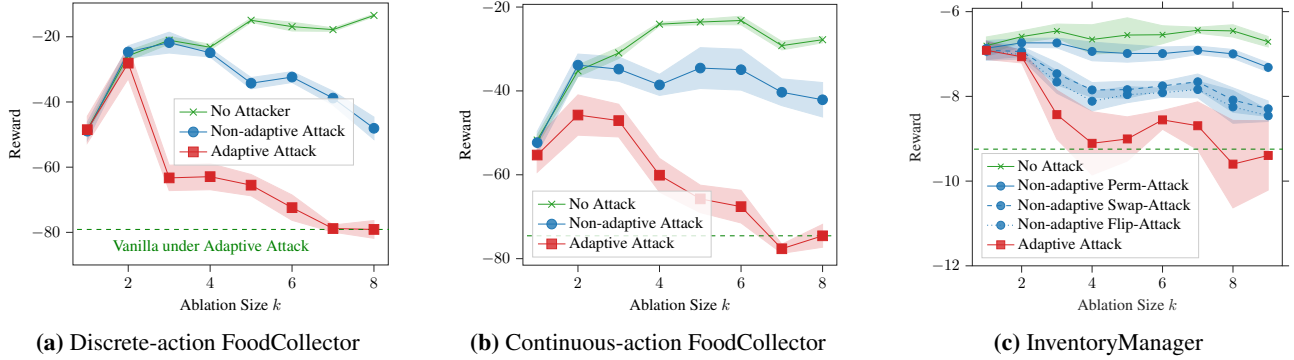 −20
−40
−60
−80
Reward
No Attacker
Non-adaptive Attack
Adaptive Attack
Vanilla under Adaptive Attack
2
4
6
8
Ablation Size k
(a) Discrete-action FoodCollector
−20
−40
−60
−80
Reward
No Attack
Non-adaptive Attack
Adaptive Attack
2
4
6
8
Ablation Size k
(b) Continuous-action FoodCollector
−6
−8
−10
−12
Reward
No Attack
Non-adaptive Perm-Attack
Non-adaptive Swap-Attack
Non-adaptive Flip-Attack
Adaptive Attack
2
4
6
8
Ablation Size k
(c) InventoryManager